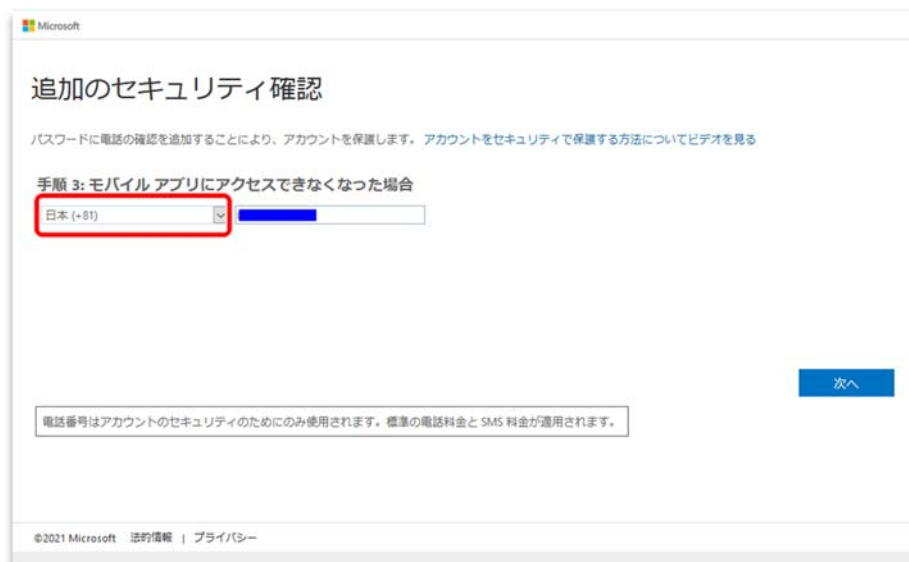 Microsoft
追加のセキュリティ確認
パスワードに電話の確認を追加することにより、アカウントを保護します。 アカウントをセキュリティで保護する方法についてビデオを見る
手順 3: モバイル アプリにアクセスできなくなった場合
日本 (+81)
次へ
電話番号はアカウントのセキュリティのためにのみ使用されます。標準の電話料金と SMS 料金が適用されます。
©2021 Microsoft 法的情報 | プライバシー